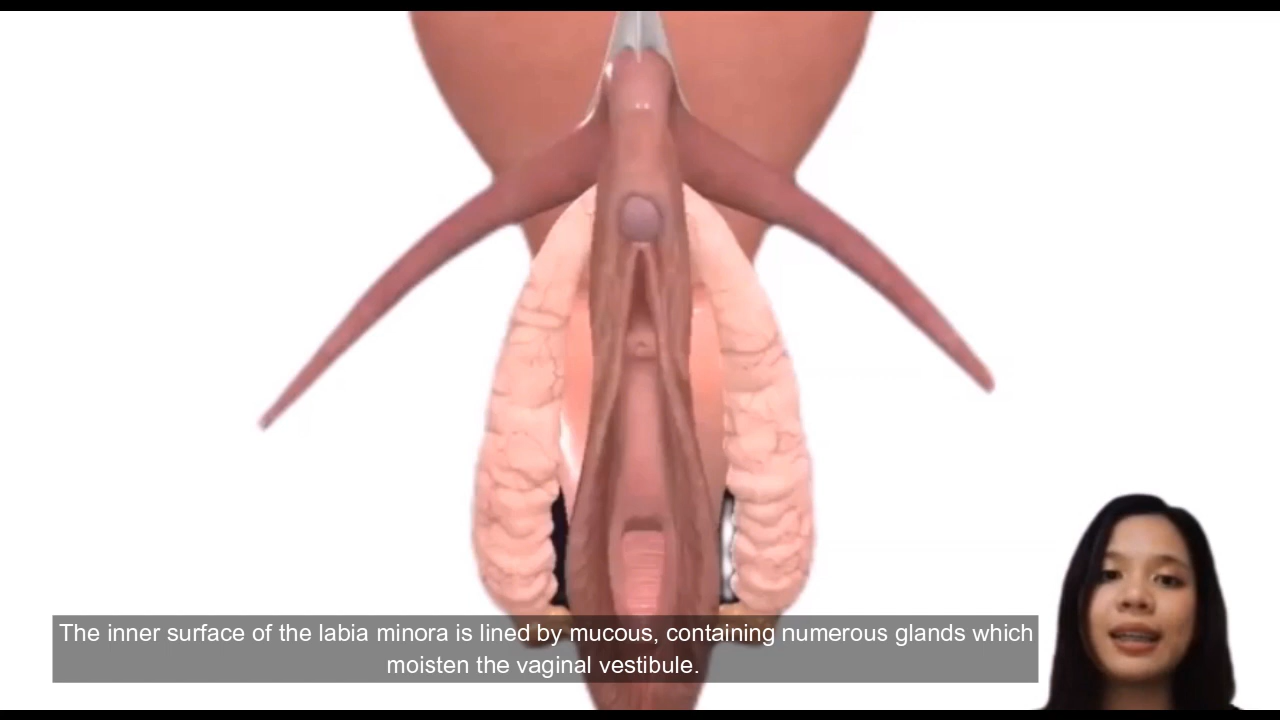 The inner surface of the labia minora is lined by mucous, containing numerous glands which
moisten the vaginal vestibule.